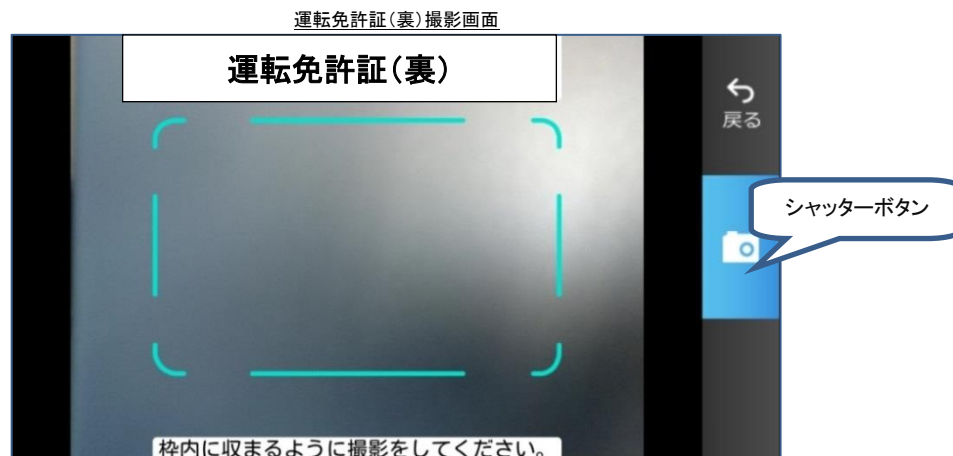 運転免許証（裏）撮影画面
運転免許証（裏）
戻る
シャッターボタン
枠内に収まるように撮影をしてください。